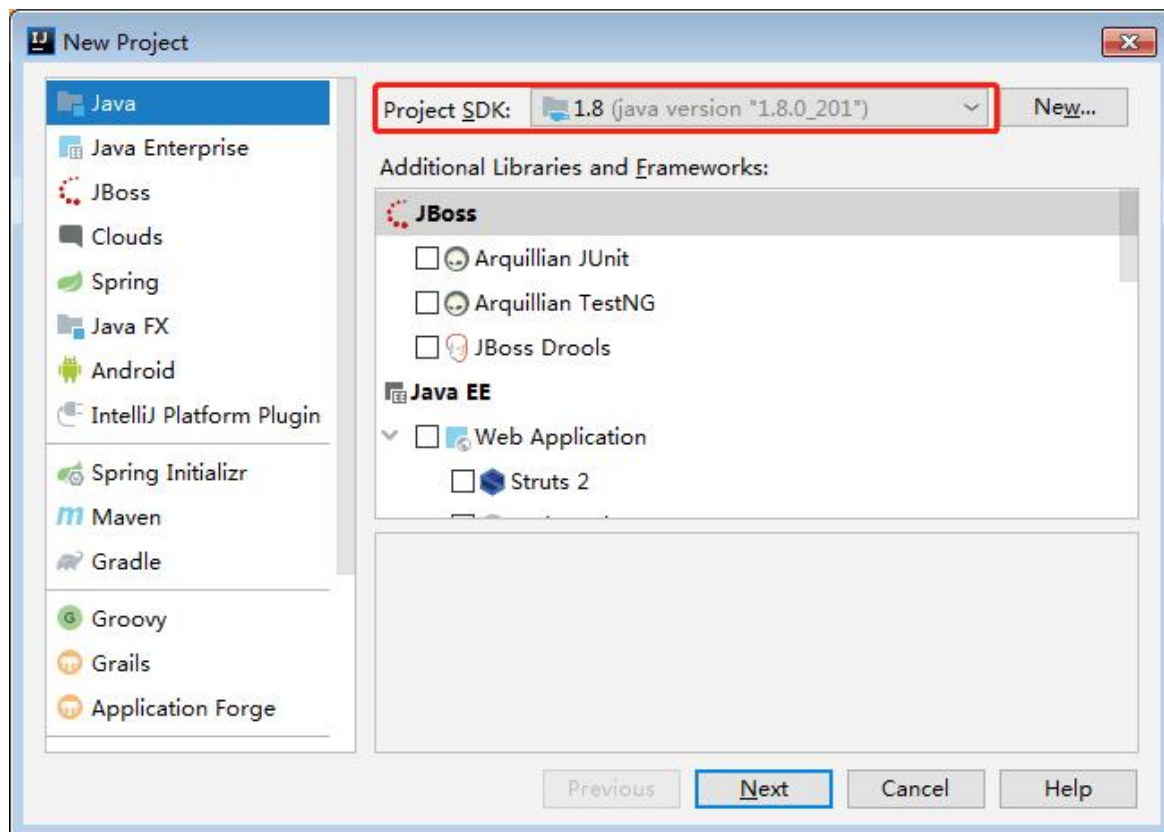 New Project
Java
Java Enterprise
JBoss
Clouds
Spring
Java FX
Android
IntelliJ Platform Plugin
Spring Initializr
Maven
Gradle
Groovy
Grails
Application Forge
Project SDK: 1.8 (java version "1.8.0_201") New...
Additional Libraries and Frameworks:
JBoss
Arquillian JUnit
Arquillian TestNG
JBoss Drools
Java EE
Web Application
Struts 2
Previous Next Cancel Help